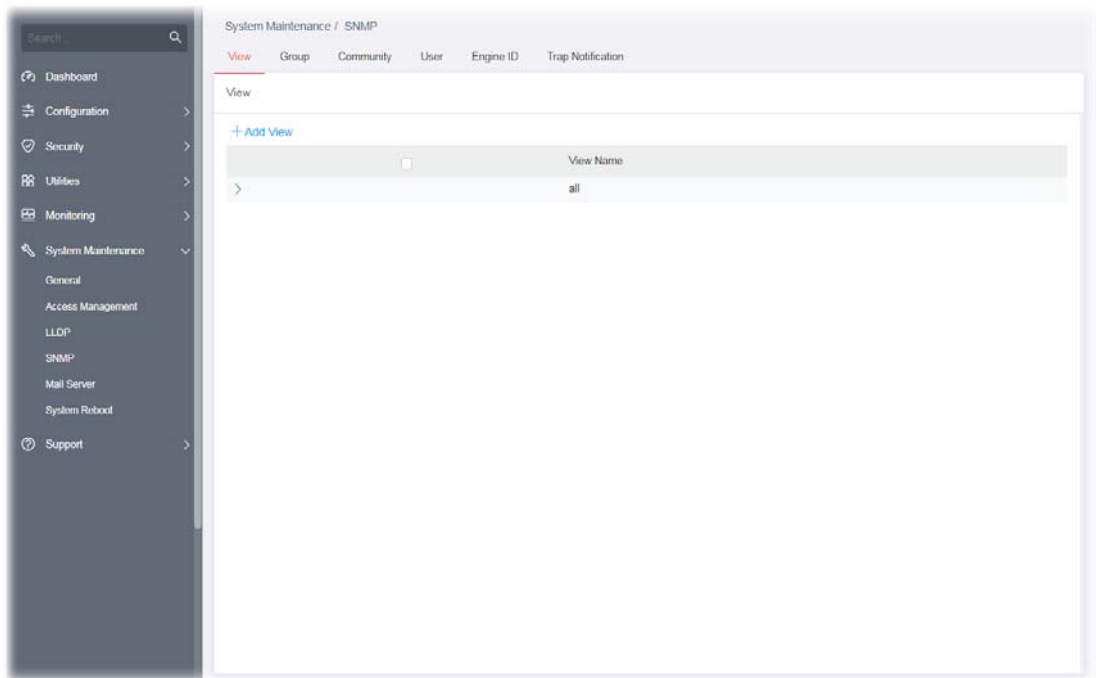 Search...
Dashboard
Configuration
Security
Utilities
Monitoring
System Maintenance
General
Access Management
LLDP
SNMP
Mail Server
System Reboot
Support
System Maintenance / SNMP
View Group Community User Engine ID Trap Notification
View
+Add View
View Name
all